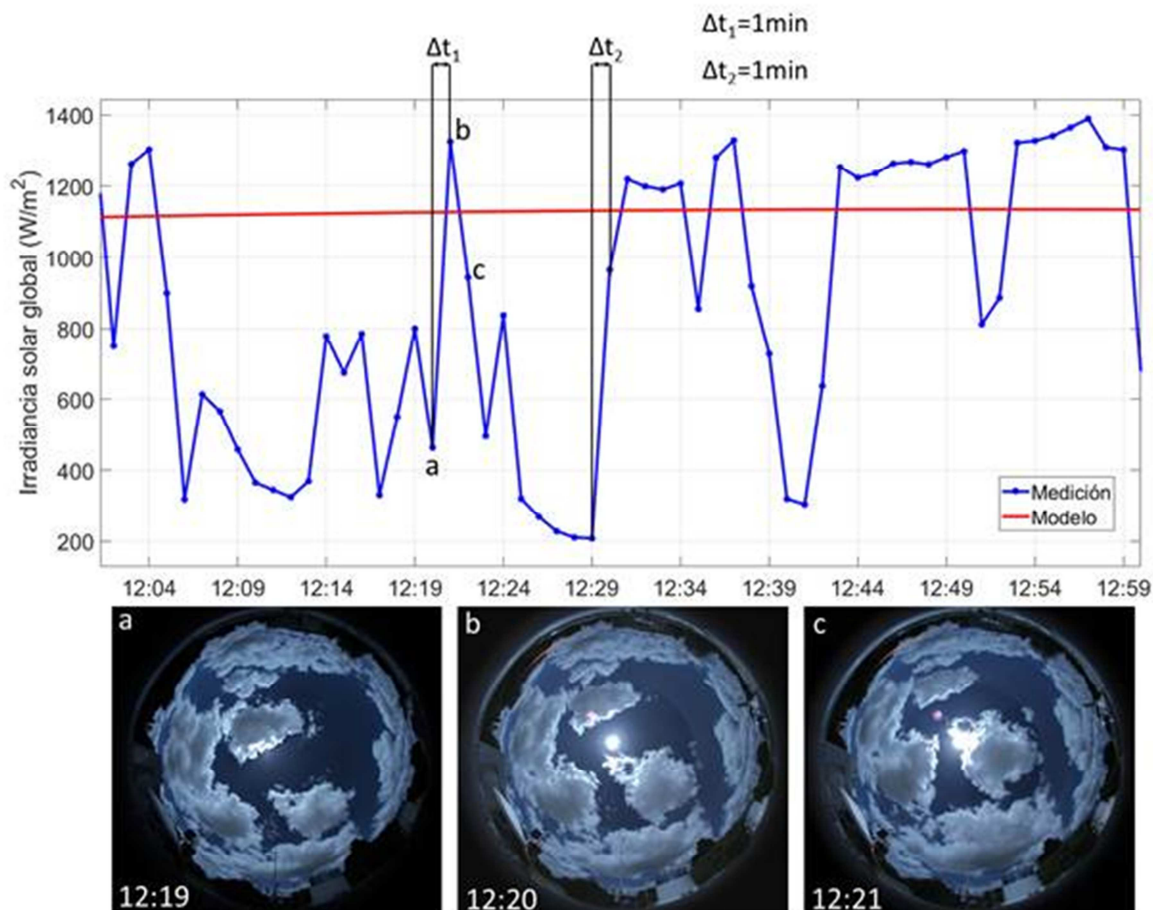 Δt₁=1min
Δt₁ Δt₂
Δt₂=1min
1400
1200
1000
800
600
400
200
Irradiancia solar global (W/m²)
b
c
a
Medición
Modelo
12:04 12:09 12:14 12:19 12:24 12:29 12:34 12:39 12:44 12:49 12:54 12:59
a b c
12:19 12:20 12:21